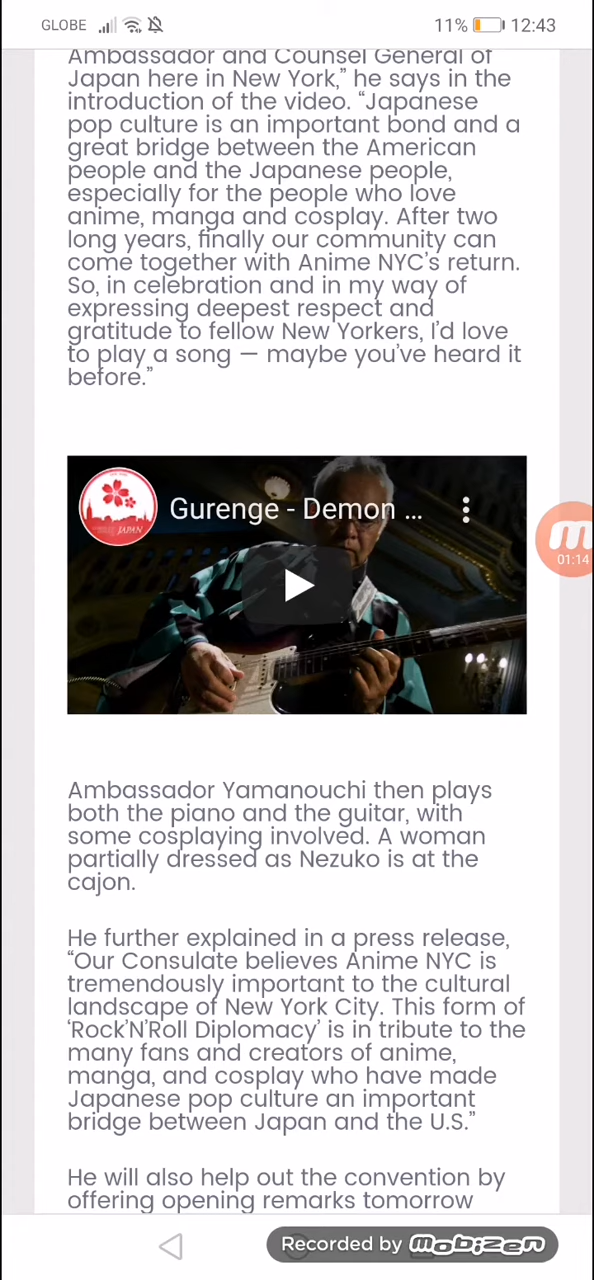 GLOBE 11% 12:43
Ambassador and Counsel General of
Japan here in New York,” he says in the
introduction of the video. “Japanese
pop culture is an important bond and a
great bridge between the American
people and the Japanese people,
especially for the people who love
anime, manga and cosplay. After two
long years, finally our community can
come together with Anime NYC’s return.
So, in celebration and in my way of
expressing deepest respect and
gratitude to fellow New Yorkers, I’d love
to play a song — maybe you’ve heard it
before.”
JAPAN
Gurenge - Demon ...
m
01:14
Ambassador Yamanouchi then plays
both the piano and the guitar, with
some cosplaying involved. A woman
partially dressed as Nezuko is at the
cajon.
He further explained in a press release,
“Our Consulate believes Anime NYC is
tremendously important to the cultural
landscape of New York City. This form of
‘Rock’N’Roll Diplomacy’ is in tribute to the
many fans and creators of anime,
manga, and cosplay who have made
Japanese pop culture an important
bridge between Japan and the U.S.”
He will also help out the convention by
offering opening remarks tomorrow
Recorded by mobizen